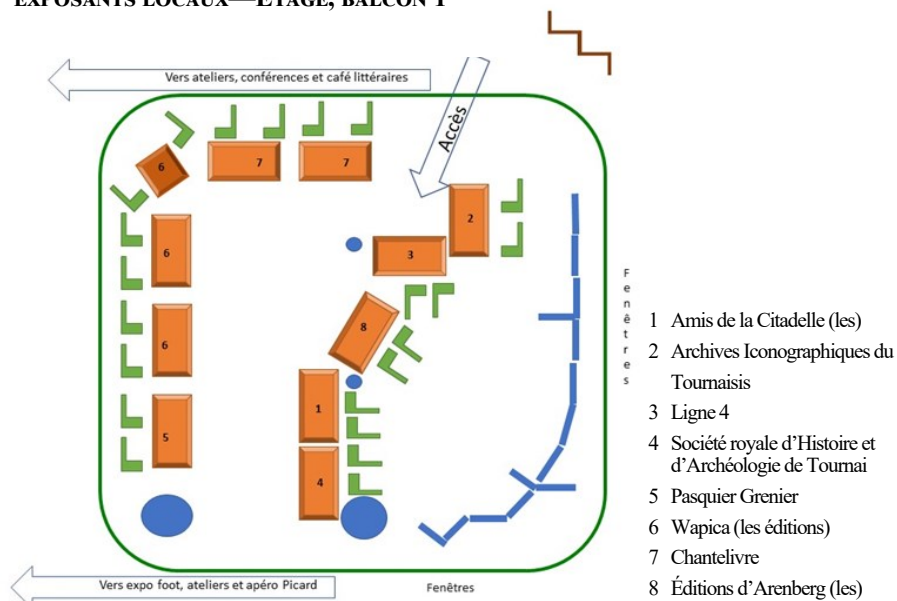 EXPOSANTS LOCAUX—ÉTAGE, BALCON 1
Vers ateliers, conférences et café littéraires
Accès
6
7
7
2
3
6
8
6
1
5
4
Fenêtres
Vers expo foot, ateliers et apéro Picard
Fenêtres
1 Amis de la Citadelle (les)
2 Archives Iconographiques du
Tournaisis
3 Ligne 4
4 Société royale d’Histoire et
d’Archéologie de Tournai
5 Pasquier Grenier
6 Wapica (les éditions)
7 Chantelivre
8 Éditions d’Arenberg (les)